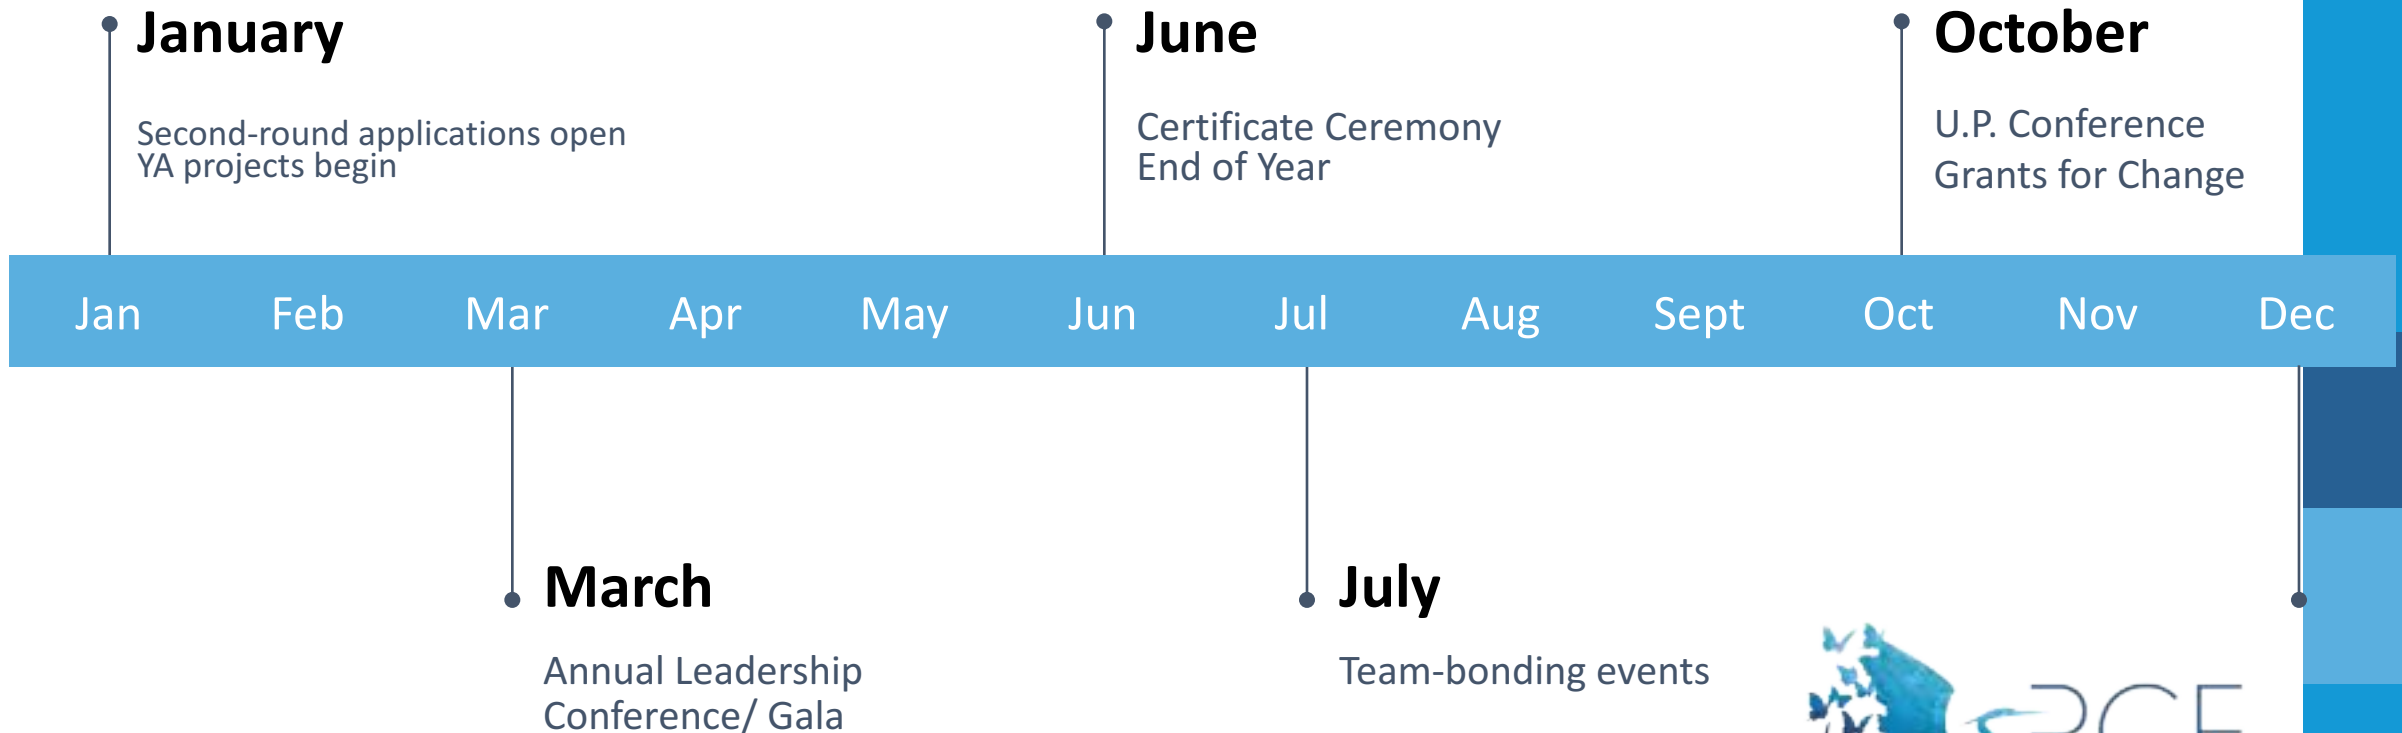 January
Second-round applications open
YA projects begin
June
Certificate Ceremony
End of Year
October
U.P. Conference
Grants for Change
Jan Feb Mar Apr May Jun Jul Aug Sept Oct Nov Dec
March
Annual Leadership
Conference/ Gala
July
Team-bonding events